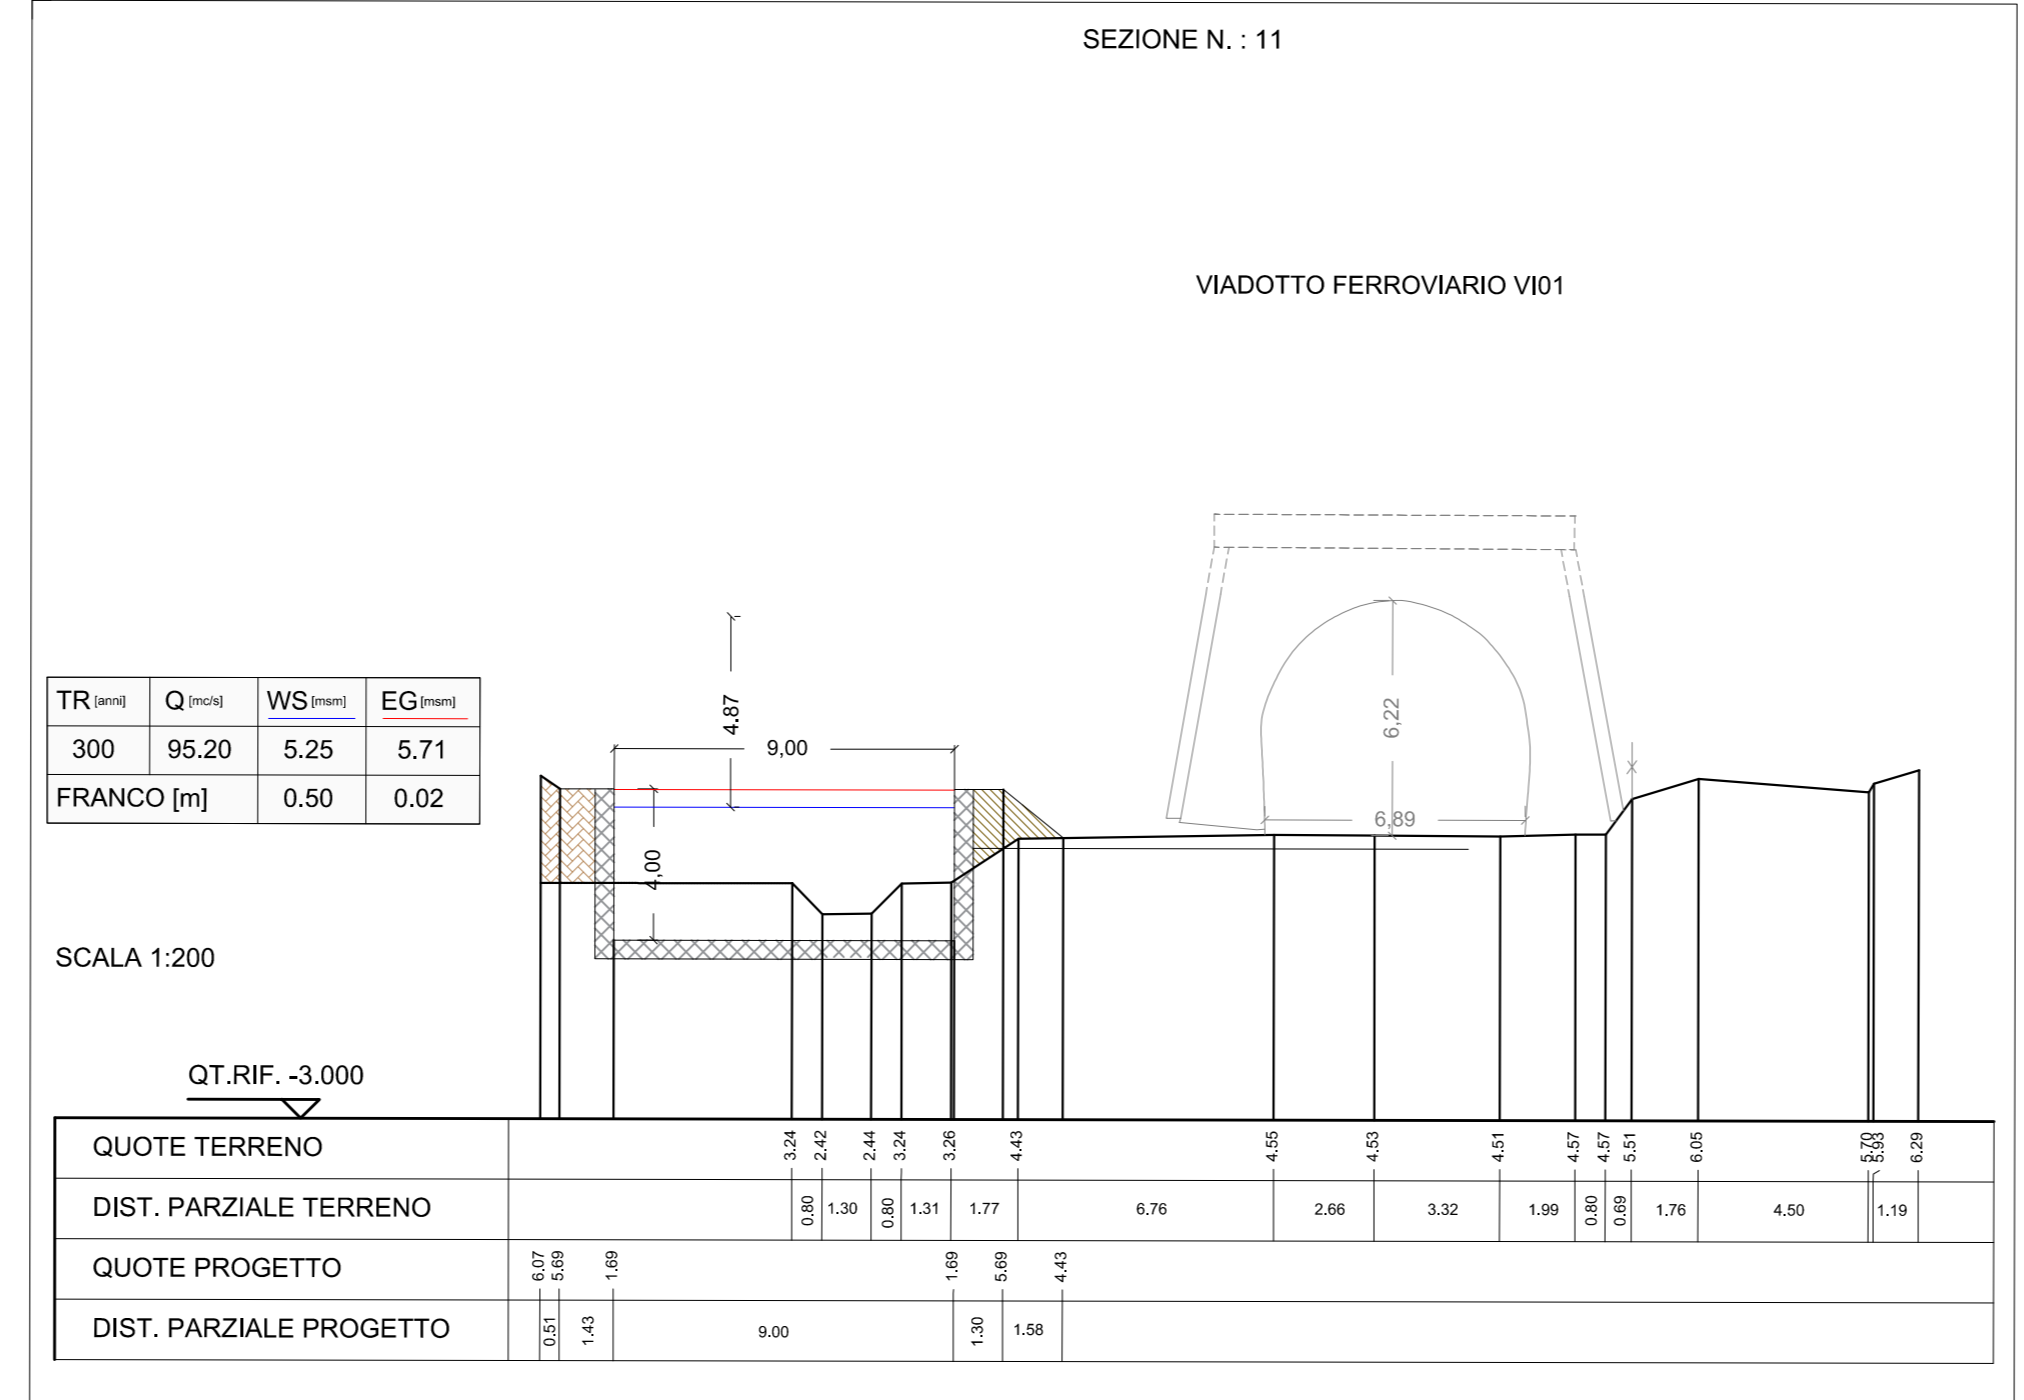 SEZIONE N. : 11
VIADOTTO FERROVIARIO VI01
6,22
6,89
4.87
9,00
4,00
TR [anni] Q [mc/s] WS [msm] EG [msm]
300 95.20 5.25 5.71
FRANCO [m] 0.50 0.02
SCALA 1:200
QT.RIF. -3.000
QUOTE TERRENO 3.24 2.42 2.44 3.24 3.26 4.43 4.55 4.53 4.51 4.57 4.57 5.51 6.05 5.70 5.93 6.29
DIST. PARZIALE TERRENO 0.80 1.30 0.80 1.31 1.77 6.76 2.66 3.32 1.99 0.80 0.69 1.76 4.50 1.19
QUOTE PROGETTO 6.07 5.69 1.69 1.69 5.69 4.43
DIST. PARZIALE PROGETTO 0.51 1.43 9.00 1.30 1.58